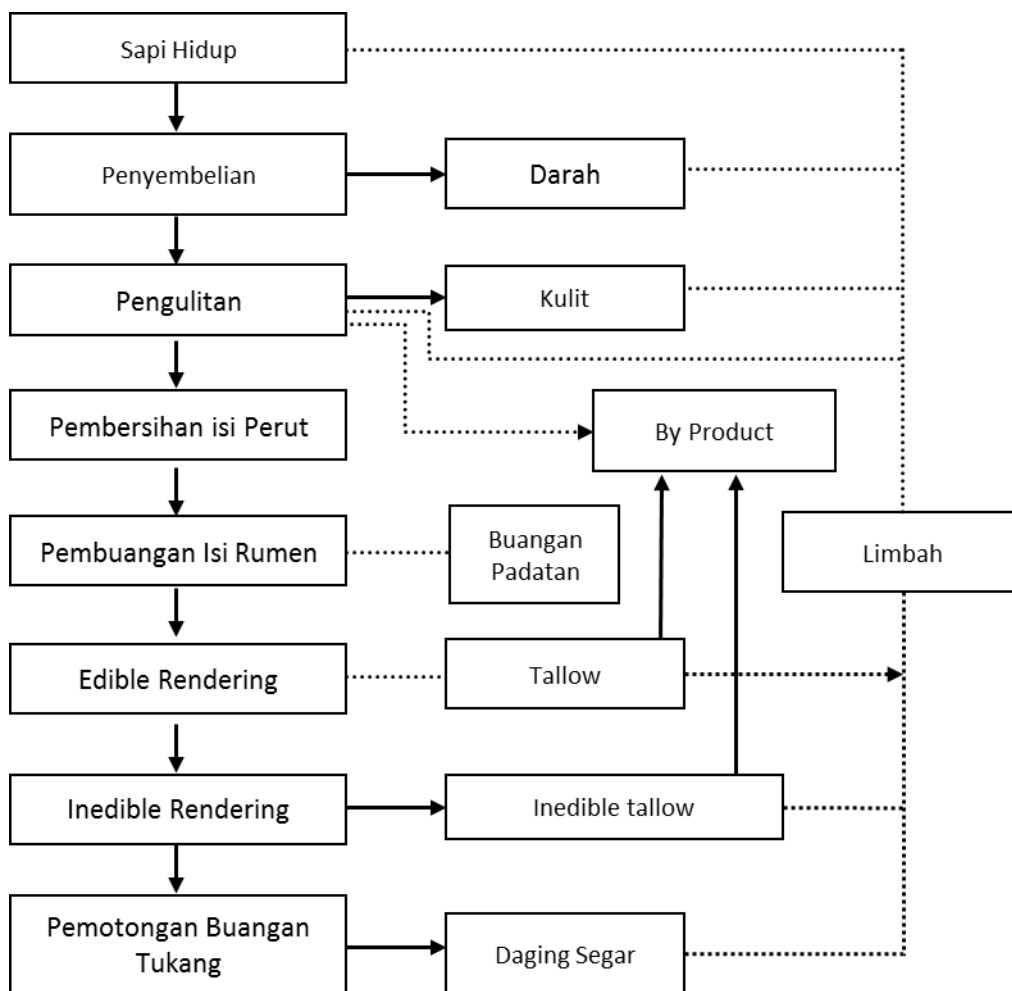 Sapi Hidup
Penyembelian
Darah
Pengulitan
Kulit
Pembersihan isi Perut
By Product
Pembuangan Isi Rumen
Buangan
Padatan
Limbah
Edible Rendering
Tallow
Inedible Rendering
Inedible tallow
Pemotongan Buangan
Tukang
Daging Segar